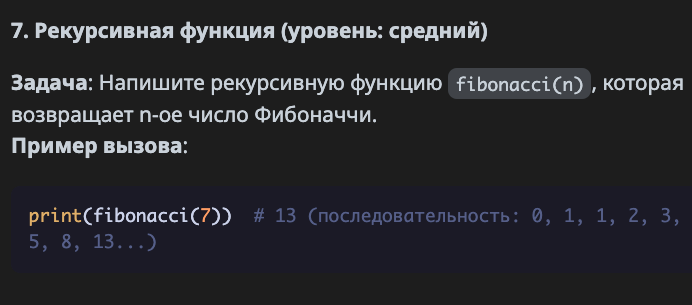 7. Рекурсивная функция (уровень: средний)
Задача: Напишите рекурсивную функцию fibonacci(n), которая
возвращает n-ое число Фибоначчи.
Пример вызова:
print(fibonacci(7))  # 13 (последовательность: 0, 1, 1, 2, 3,
5, 8, 13...)